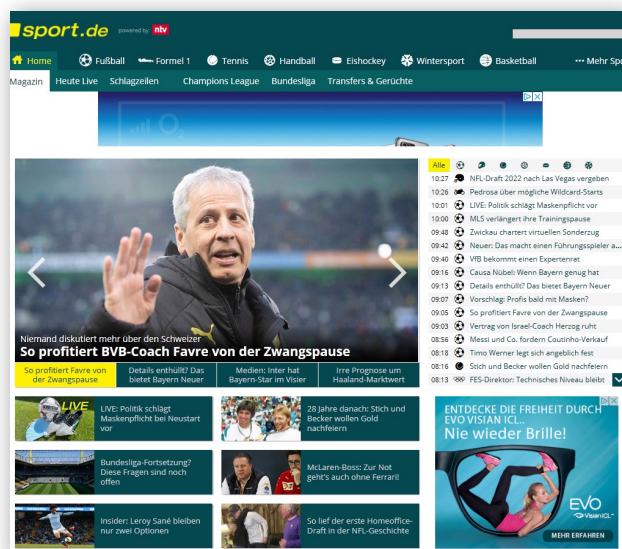 sport.de powered by: ntv
Home Fußball Formel 1 Tennis Handball Eishockey Wintersport Basketball ··· Mehr Spo
Magazin Heute Live Schlagzeilen Champions League Bundesliga Transfers & Gerüchte
O₂
Niemand diskutiert mehr über den Schweizer
So profitiert BVB-Coach Favre von der Zwangspause
So profitiert Favre von
der Zwangspause
Details enthüllt? Das
bietet Bayern Neuer
Medien: Inter hat
Bayern-Star im Visier
Irre Prognose um
Haaland-Marktwert
LIVE
LIVE: Politik schlägt
Maskenpflicht bei Neustart
vor
28 Jahre danach: Stich und
Becker wollen Gold
nachfeiern
Bundesliga-Fortsetzung?
Diese Fragen sind noch
offen
McLaren-Boss: Zur Not
geht's auch ohne Ferrari!
Insider: Leroy Sané bleiben
nur zwei Optionen
So lief der erste Homeoffice-
Draft in der NFL-Geschichte
Alle
10:27 NFL-Draft 2022 nach Las Vegas vergeben
10:26 Pedrosa über mögliche Wildcard-Starts
10:01 LIVE: Politik schlägt Maskenpflicht vor
10:00 MLS verlängert ihre Trainingspause
09:48 Zwickau chartert virtuellen Sonderzug
09:42 Neuer: Das macht einen Führungsspieler a...
09:40 VfB bekommt einen Expertenrat
09:16 Causa Nübel: Wenn Bayern genug hat
09:13 Details enthüllt? Das bietet Bayern Neuer
09:07 Vorschlag: Profis bald mit Masken?
09:05 So profitiert Favre von der Zwangspause
09:03 Vertrag von Israel-Coach Herzog ruht
08:56 Messi und Co. fordern Coutinho-Verkauf
08:18 Timo Werner legt sich angeblich fest
08:16 Stich und Becker wollen Gold nachfeiern
08:13 FES-Direktor: Technisches Niveau bleibt
ENTDECKE DIE FREIHEIT DURCH
EVO VISIAN ICL..
Nie wieder Brille!
EVO
Visian ICL
MEHR ERFAHREN